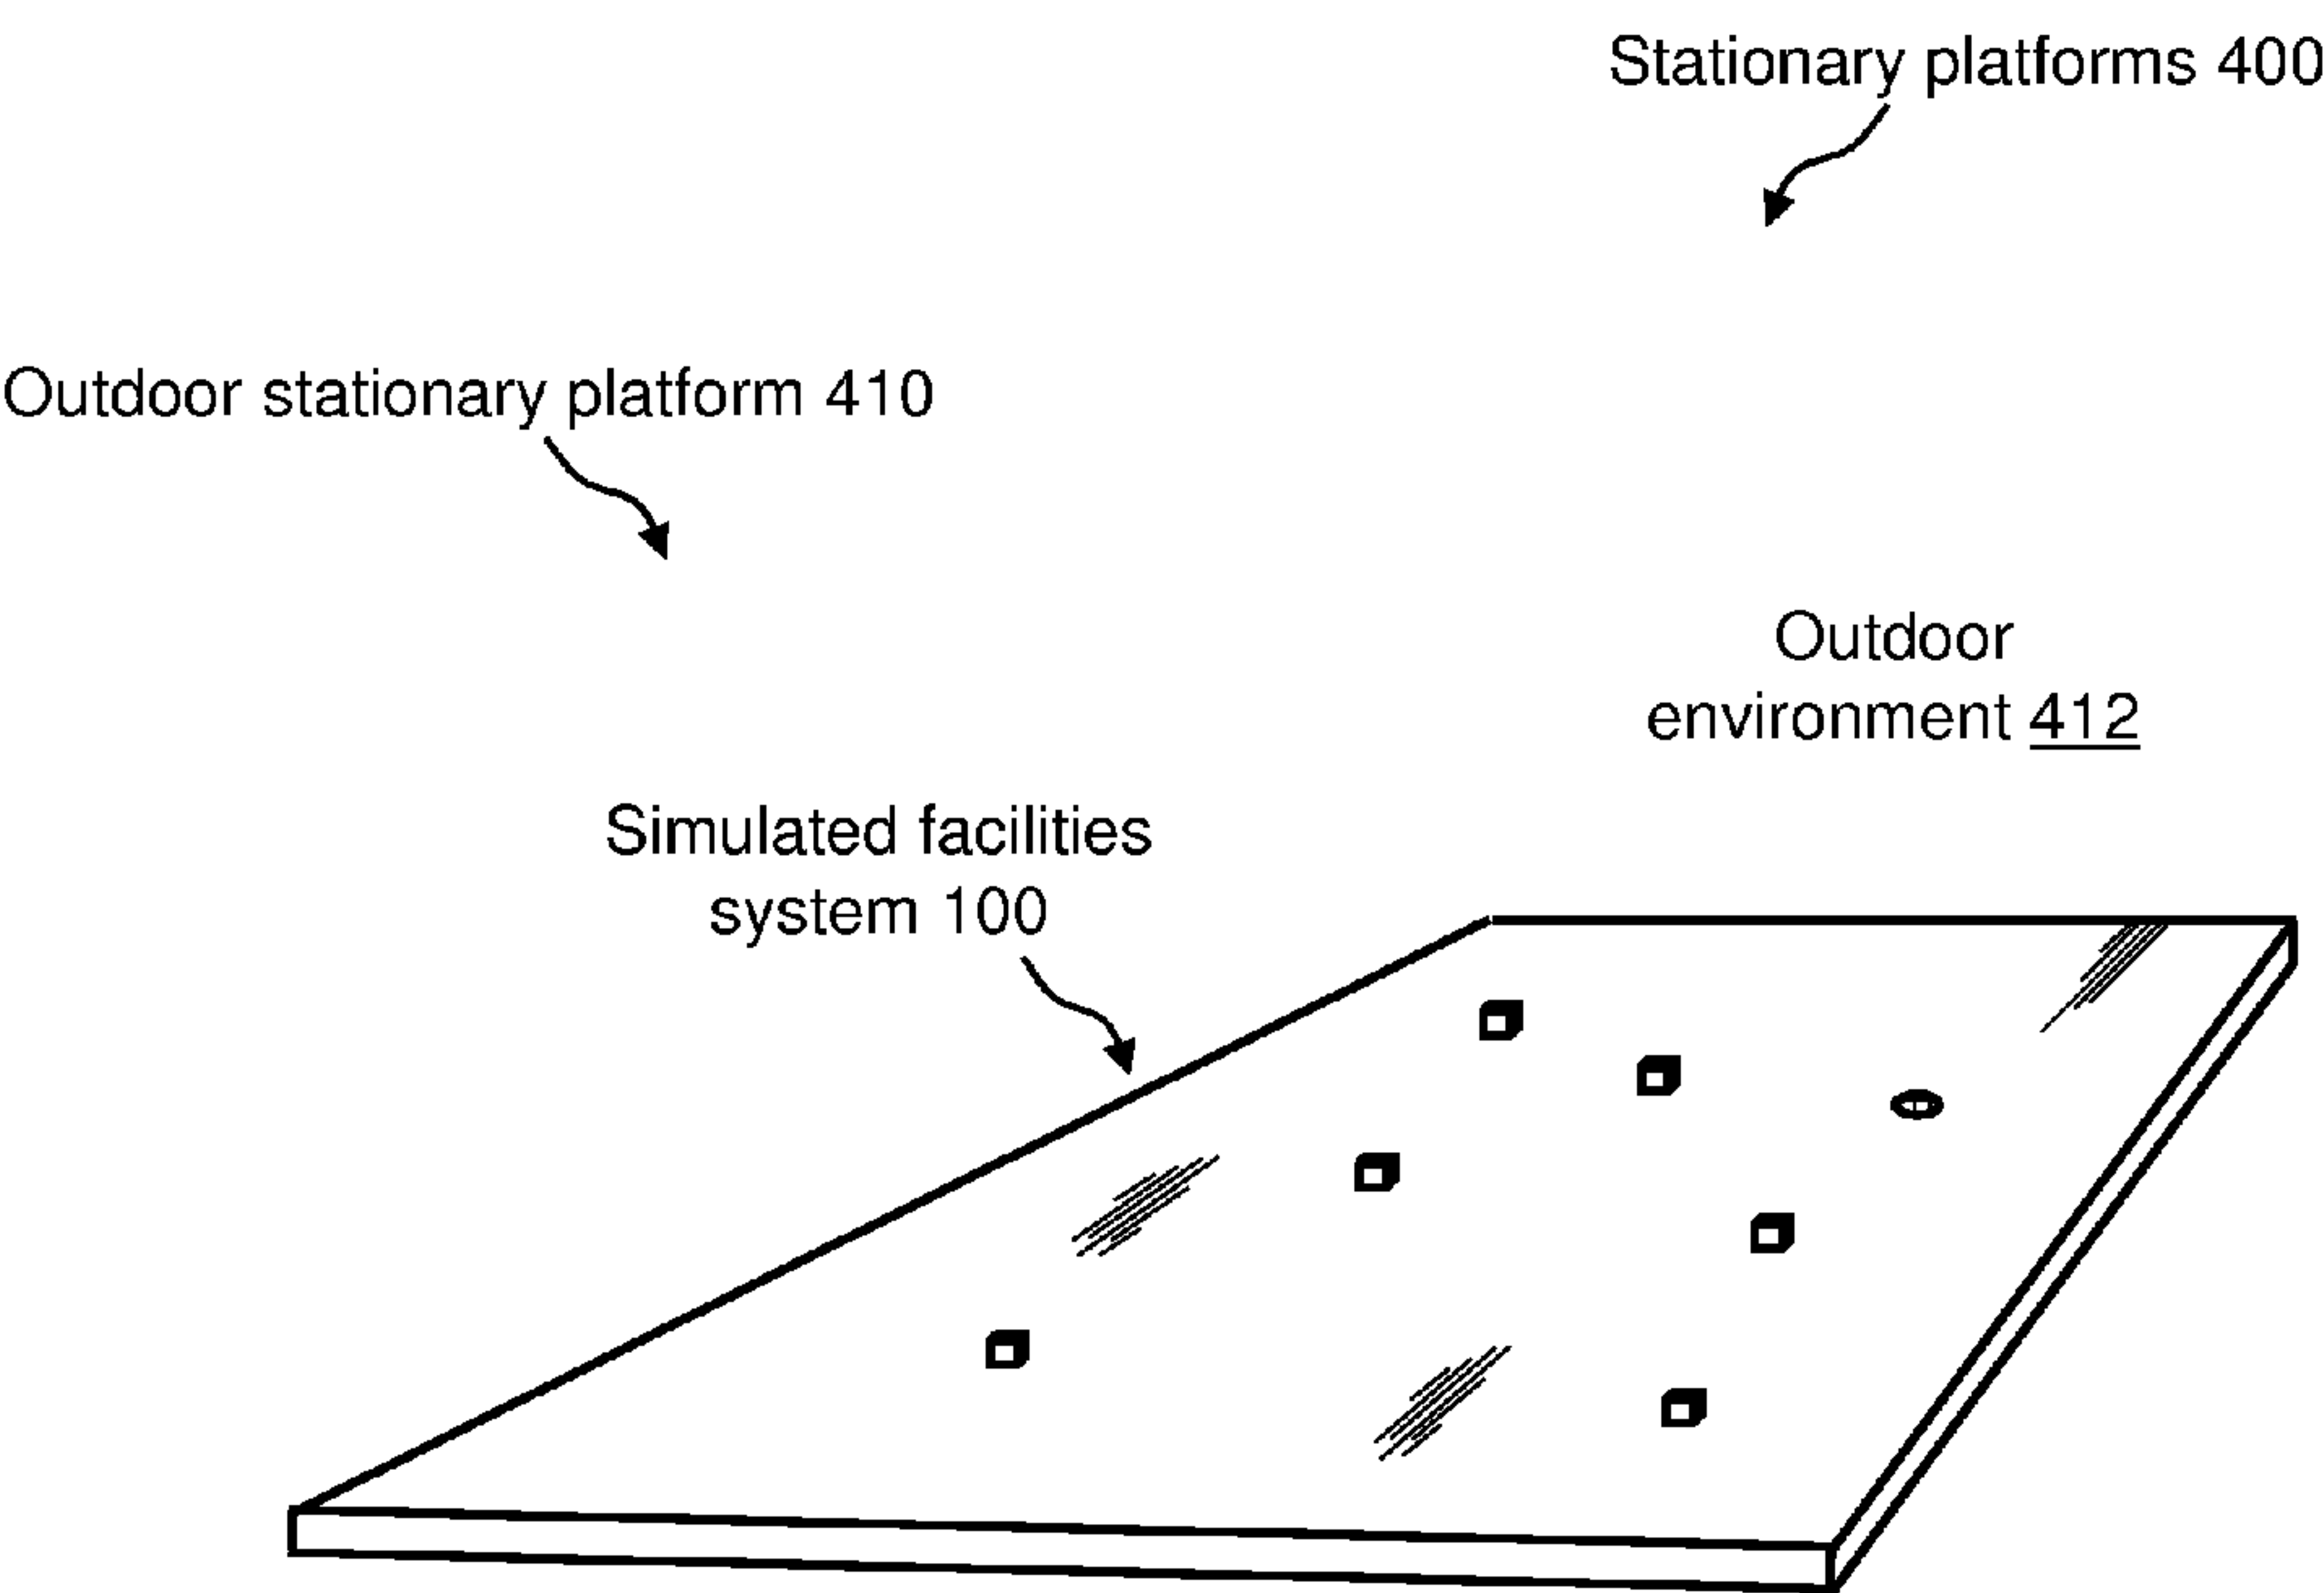 Stationary platforms 400
Outdoor stationary platform 410
Outdoor
environment 412
Simulated facilities
system 100